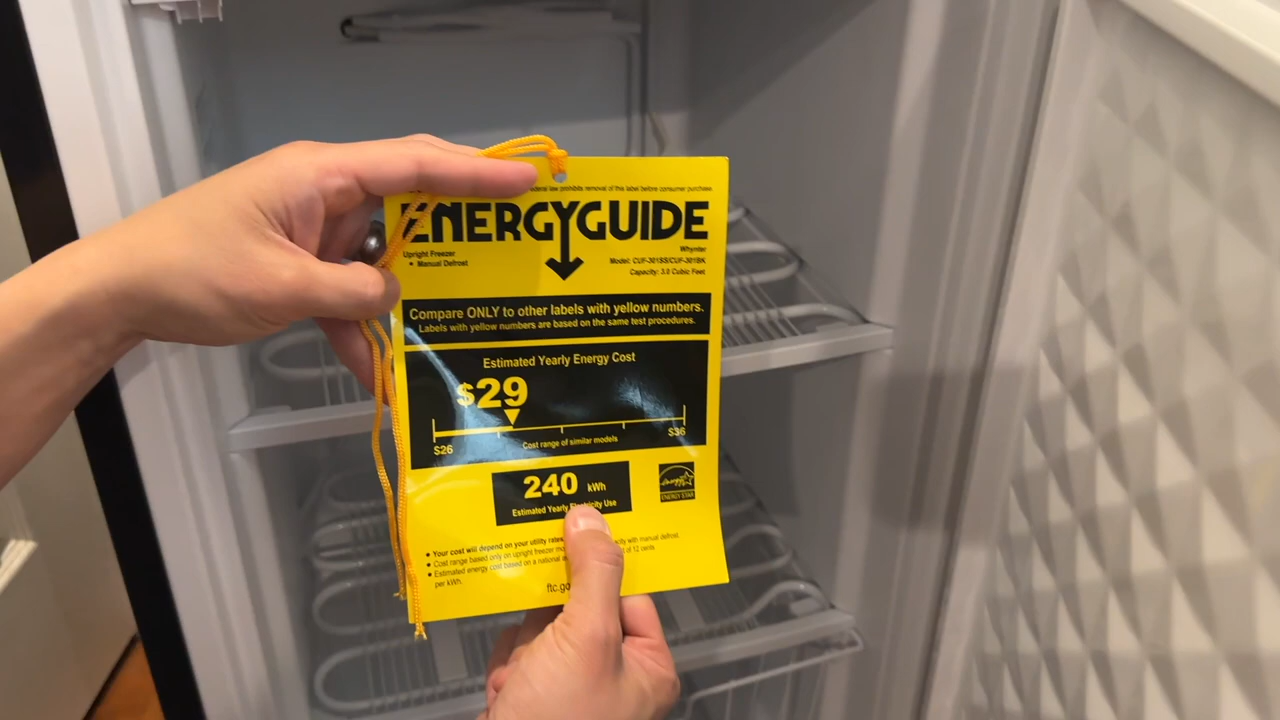 federal law prohibits removal of this label before consumer purchase.
ENERGYGUIDE
Upright Freezer
• Manual Defrost
Whynter
Model: CUF-301SS/CUF-301BK
Capacity: 3.0 Cubic Feet
Compare ONLY to other labels with yellow numbers.
Labels with yellow numbers are based on the same test procedures.
Estimated Yearly Energy Cost
$29
$26
Cost range of similar models
$36
240 kWh
Estimated Yearly Electricity Use
energy
ENERGY STAR
• Your cost will depend on your utility rates
• Cost range based only on upright freezer with manual defrost.
• Estimated energy cost based on a national of 12 cents
per kWh.
ftc.go